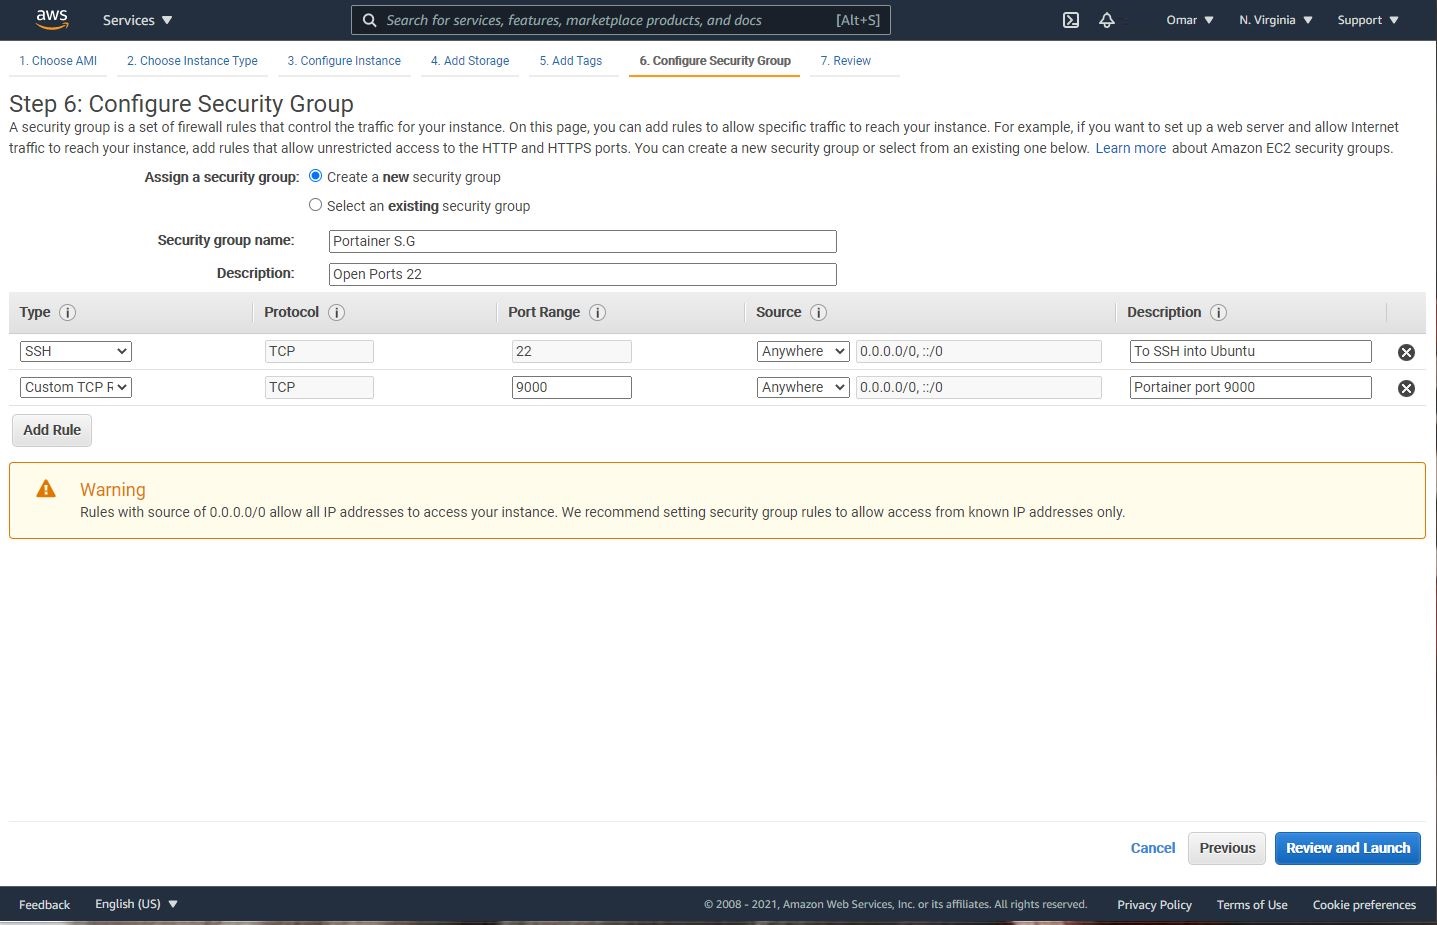 aws Services Search for services, features, marketplace products, and docs [Alt+S] Omar N. Virginia Support
1. Choose AMI 2. Choose Instance Type 3. Configure Instance 4. Add Storage 5. Add Tags 6. Configure Security Group 7. Review
Step 6: Configure Security Group
A security group is a set of firewall rules that control the traffic for your instance. On this page, you can add rules to allow specific traffic to reach your instance. For example, if you want to set up a web server and allow Internet
traffic to reach your instance, add rules that allow unrestricted access to the HTTP and HTTPS ports. You can create a new security group or select from an existing one below. Learn more about Amazon EC2 security groups.
Assign a security group: Create a new security group
Select an existing security group
Security group name: Portainer S.G
Description: Open Ports 22
Type i Protocol i Port Range i Source i Description i
SSH TCP 22 Anywhere 0.0.0.0/0, ::/0 To SSH into Ubuntu
Custom TCP R TCP 9000 Anywhere 0.0.0.0/0, ::/0 Portainer port 9000
Add Rule
Warning
Rules with source of 0.0.0.0/0 allow all IP addresses to access your instance. We recommend setting security group rules to allow access from known IP addresses only.
Cancel Previous Review and Launch
Feedback English (US) © 2008 - 2021, Amazon Web Services, Inc. or its affiliates. All rights reserved. Privacy Policy Terms of Use Cookie preferences